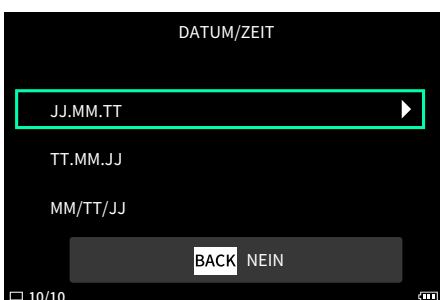 DATUM/ZEIT
JJ.MM.TT
TT.MM.JJ
MM/TT/JJ
BACK NEIN
10/10